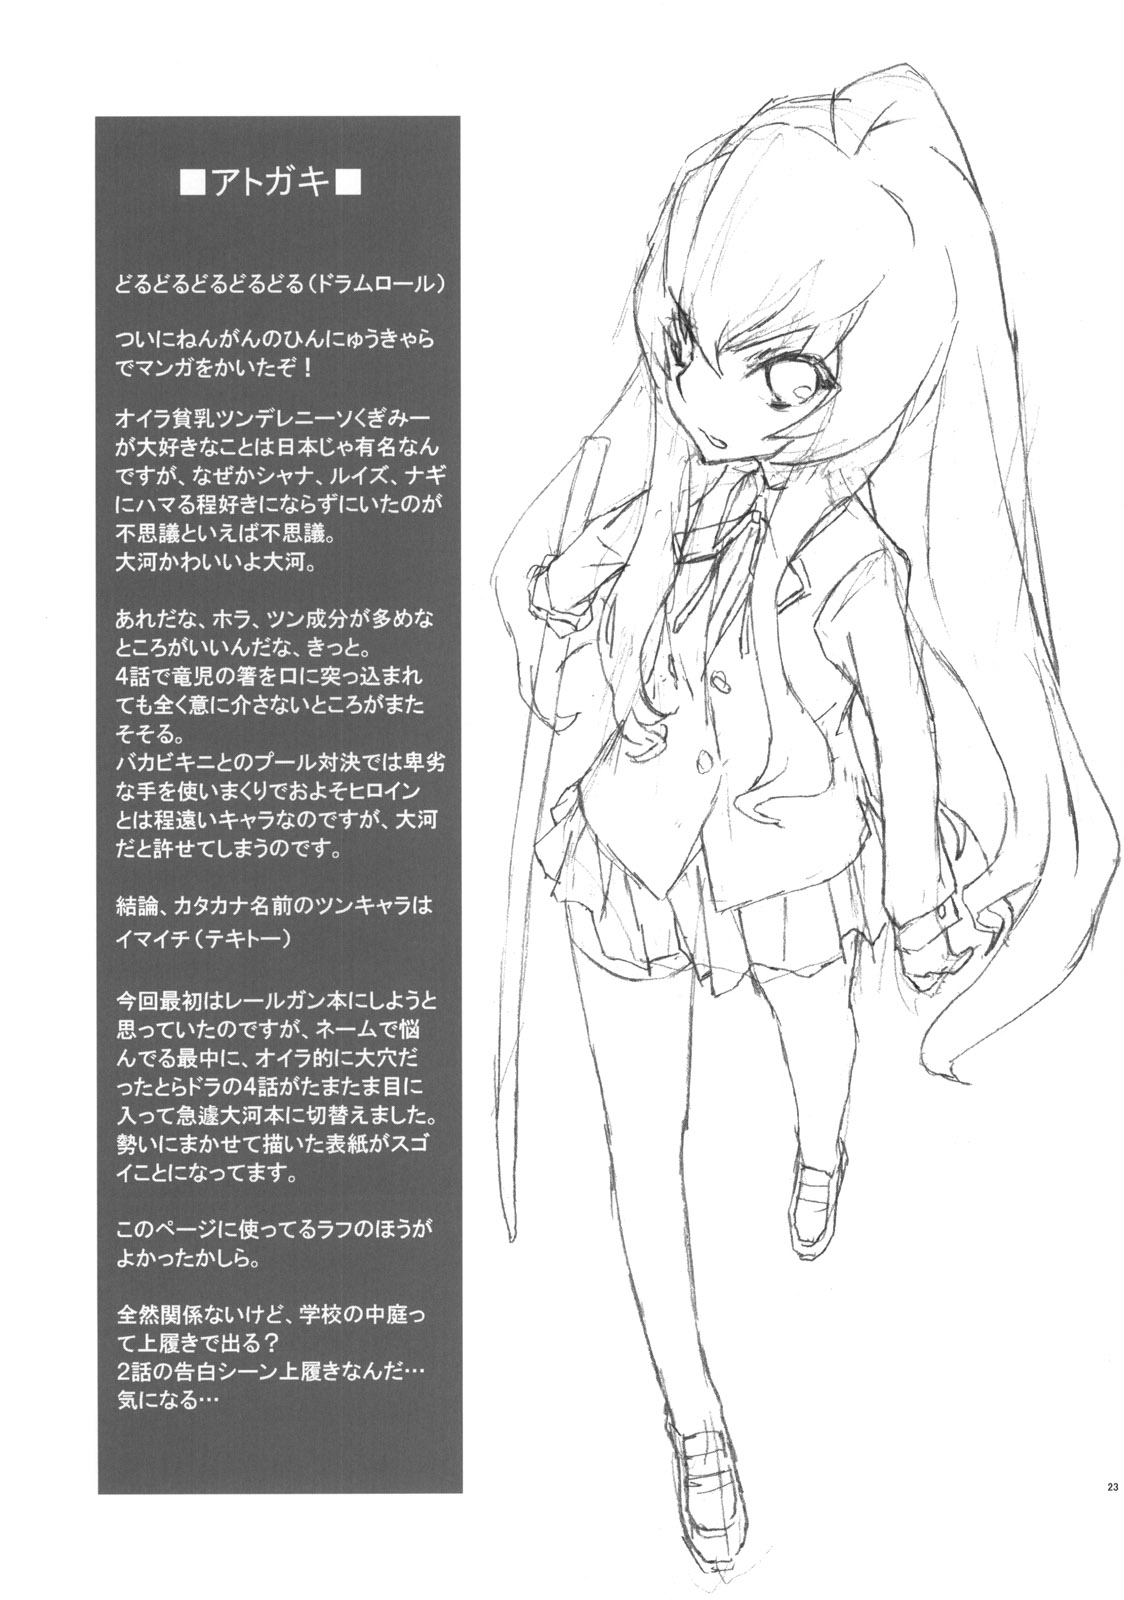 ■アトガキ■
どるどるどるどるどる（ドラムロール）
ついにねんがんのひんにゅうきゃら
でマンガをかいたぞ！
オイラ貧乳ツンデレニーソくぎみー
が大好きなことは日本じゃ有名なん
ですが、なぜかシャナ、ルイズ、ナギ
にハマる程好きにならずにいたのが
不思議といえば不思議。
大河かわいいよ大河。
あれだな、ホラ、ツン成分が多めな
ところがいいんだな、きっと。
4話で竜児の箸を口に突っ込まれ
ても全く意に介さないところがまた
そそる。
バカビキニとのプール対決では卑劣
な手を使いまくりでおよそヒロイン
とは程遠いキャラなのですが、大河
だと許せてしまうのです。
結論、カタカナ名前のツンキャラは
イマイチ（テキトー）
今回最初はレールガン本にしようと
思っていたのですが、ネームで悩
んでる最中に、オイラ的に大穴だ
ったとらドラの4話がたまたま目に
入って急遽大河本に切替えました。
勢いにまかせて描いた表紙がスゴ
イことになってます。
このページに使ってるラフのほうが
よかったかしら。
全然関係ないけど、学校の中庭っ
て上履きで出る？
2話の告白シーン上履きなんだ…
気になる…
23